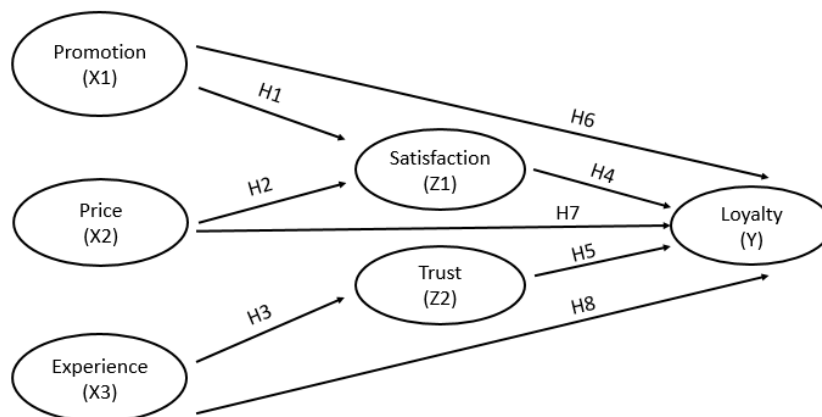 Promotion
(X1)
H1
H6
Satisfaction
(Z1)
H2
H4
Price
(X2)
H7
Loyalty
(Y)
Trust
(Z2)
H5
H3
H8
Experience
(X3)